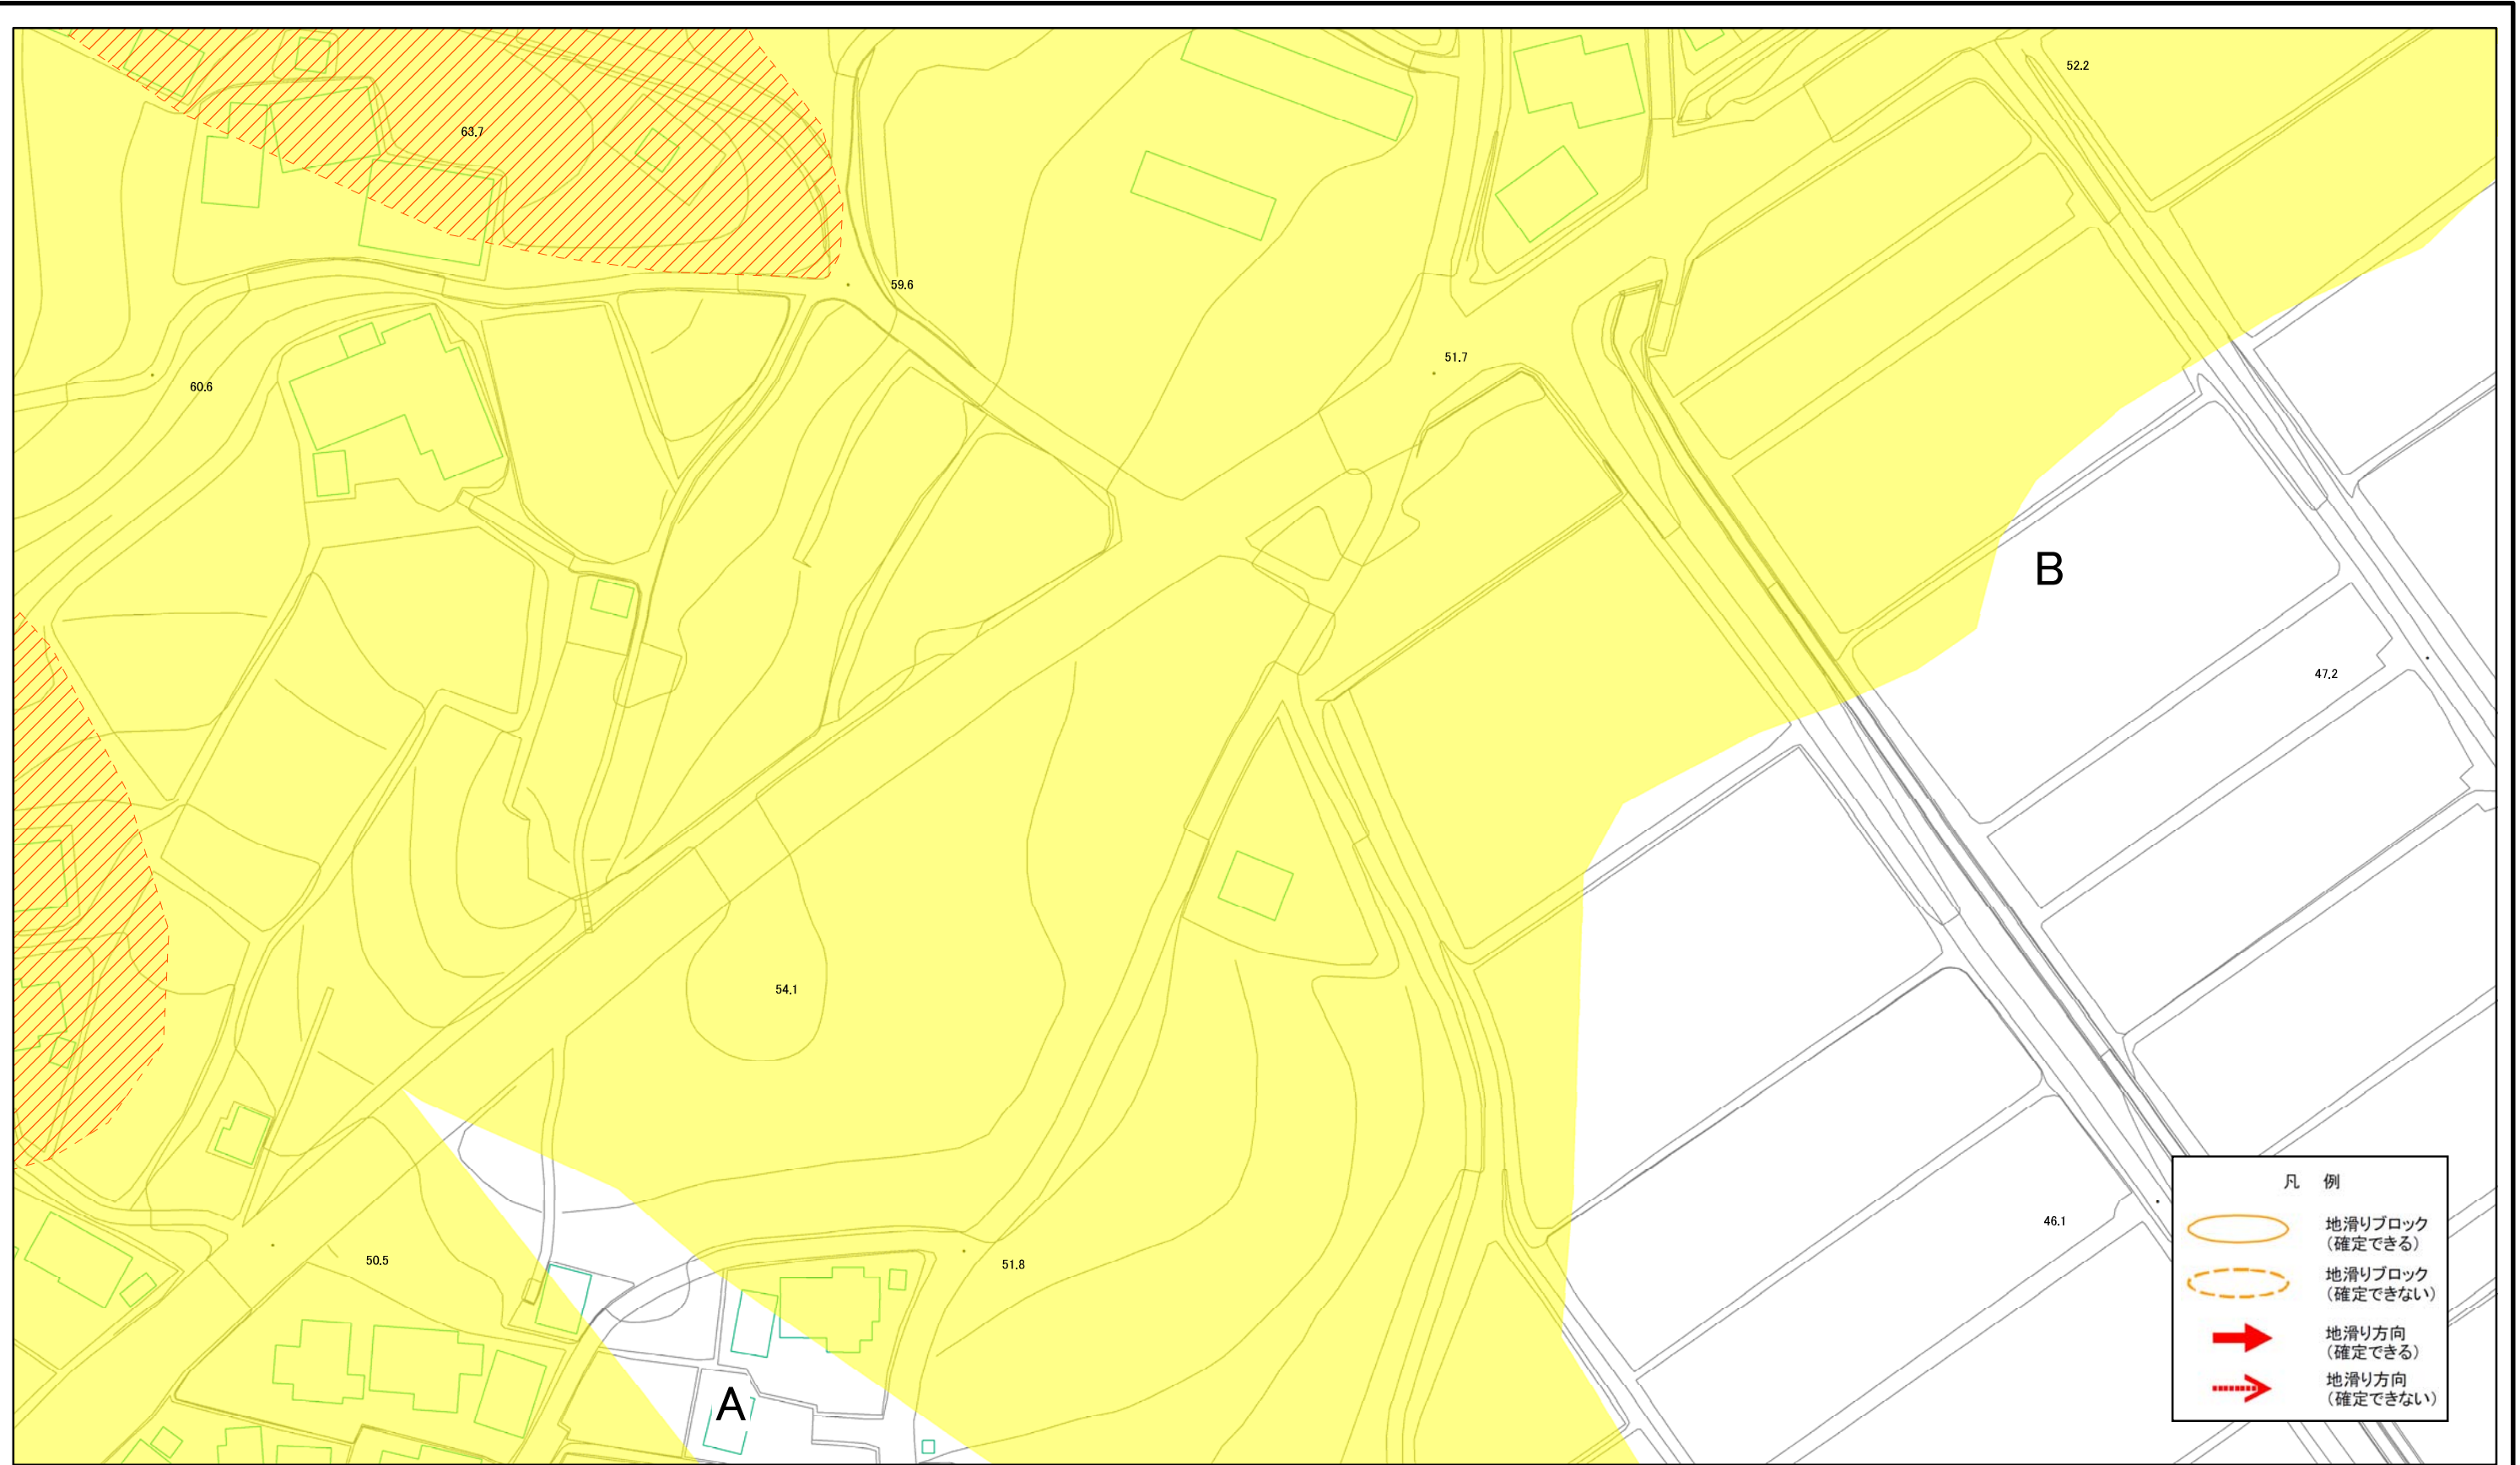 52.2
63.7
59.6
51.7
60.6
B
47.2
54.1
凡 例
地滑りブロック
（確定できる）
地滑りブロック
（確定できない）
地滑り方向
（確定できる）
地滑り方向
（確定できない）
46.1
50.5
51.8
A